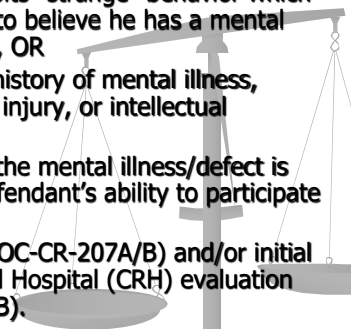 to believe he has a mental
, OR
history of mental illness,
injury, or intellectual
the mental illness/defect is
fendant's ability to participate
OC-CR-207A/B) and/or initial
l Hospital (CRH) evaluation
B).